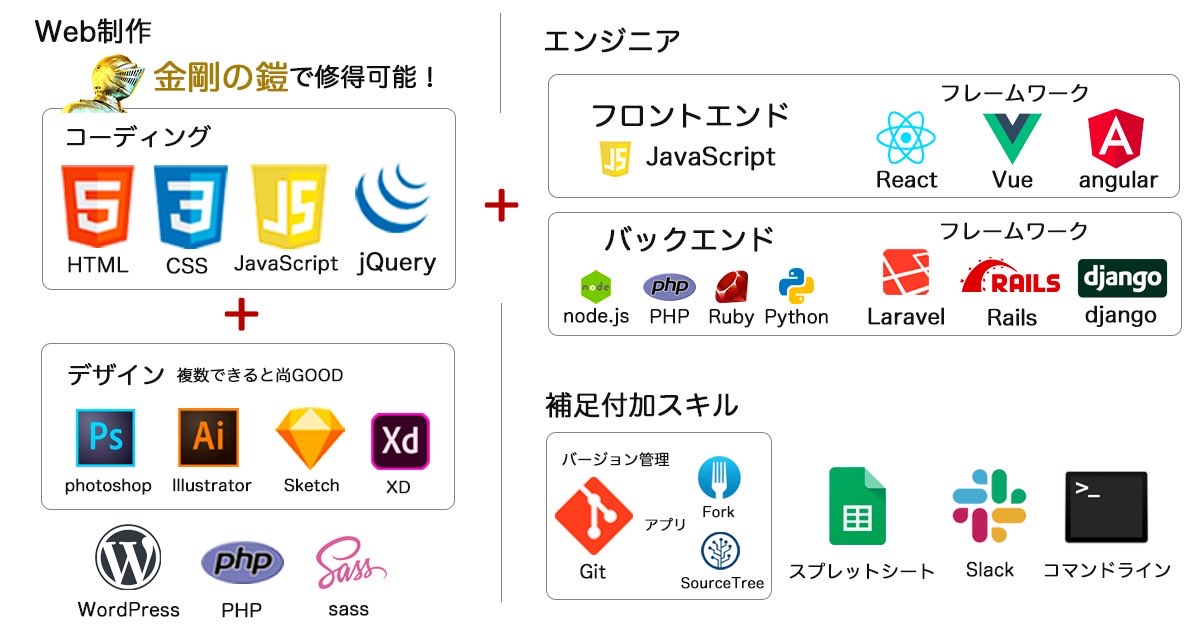 Web制作
金剛の鎧で修得可能！
コーディング
HTML
CSS
JavaScript
jQuery
デザイン 複数できると尚GOOD
Ps
Ai
Xd
photoshop
Illustrator
Sketch
XD
php
Sass
WordPress
PHP
sass
エンジニア
フロントエンド
JS
JavaScript
フレームワーク
React
Vue
angular
バックエンド
node
php
node.js
PHP
Ruby
Python
フレームワーク
RAILS
django
Laravel
Rails
django
補足付加スキル
バージョン管理
Git
アプリ
Fork
SourceTree
スプレットシート
Slack
>_
コマンドライン